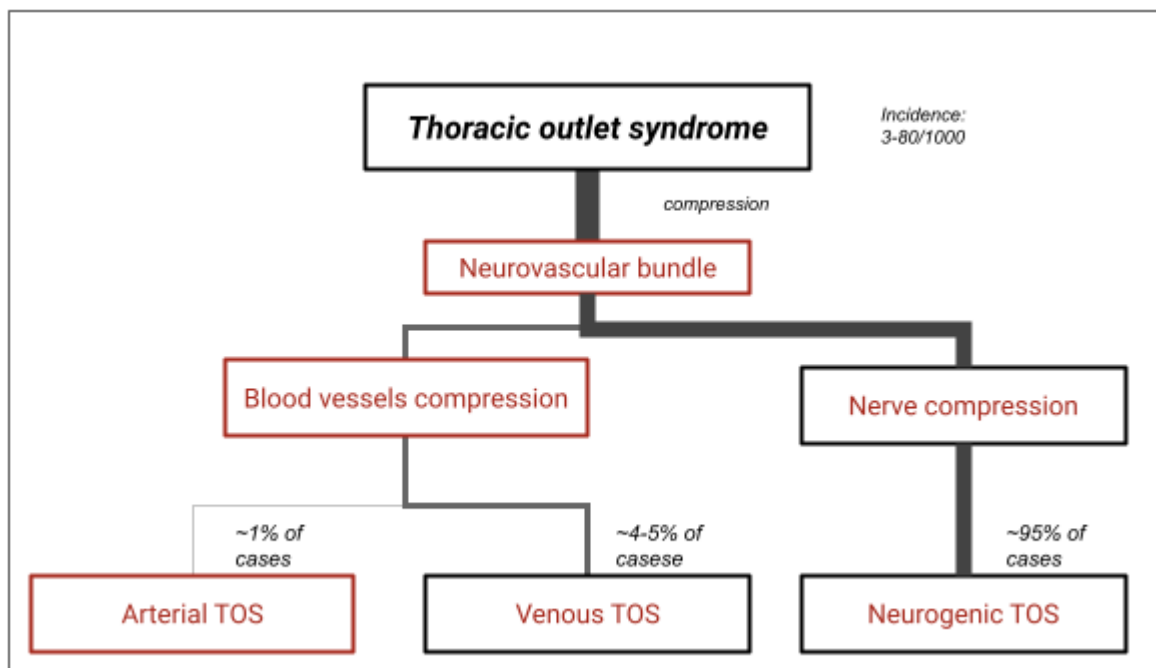 Thoracic outlet syndrome
Incidence:
3-80/1000
compression
Neurovascular bundle
Blood vessels compression
Nerve compression
~1% of
cases
~4-5% of
casese
~95% of
cases
Arterial TOS
Venous TOS
Neurogenic TOS